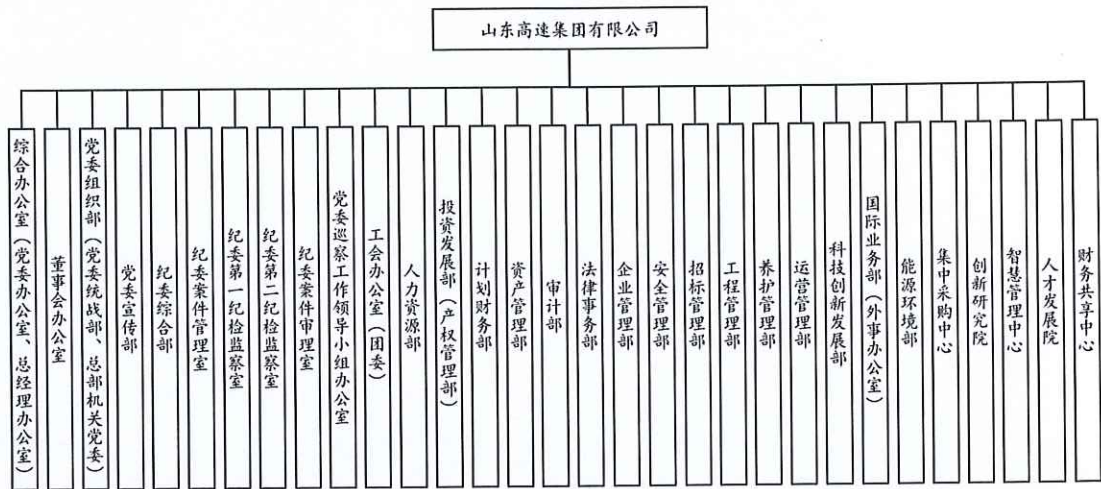 山东高速集团有限公司
综合办公室（党委办公室、总经理办公室）
董事会办公室
党委组织部（党委统战部、总部机关党委）
党委宣传部
纪委综合部
纪委案件管理室
纪委第一纪检监察室
纪委第二纪检监察室
纪委案件审理室
党委巡察工作领导小组办公室
工会办公室（团委）
人力资源部
投资发展部（产权管理部）
计划财务部
资产管理部
审计部
法律事务部
企业管理部
安全管理部
招标管理部
工程管理部
养护管理部
运营管理部
科技创新发展部
国际业务部（外事办公室）
能源环境部
集中采购中心
创新研究院
智慧管理中心
人才发展院
财务共享中心